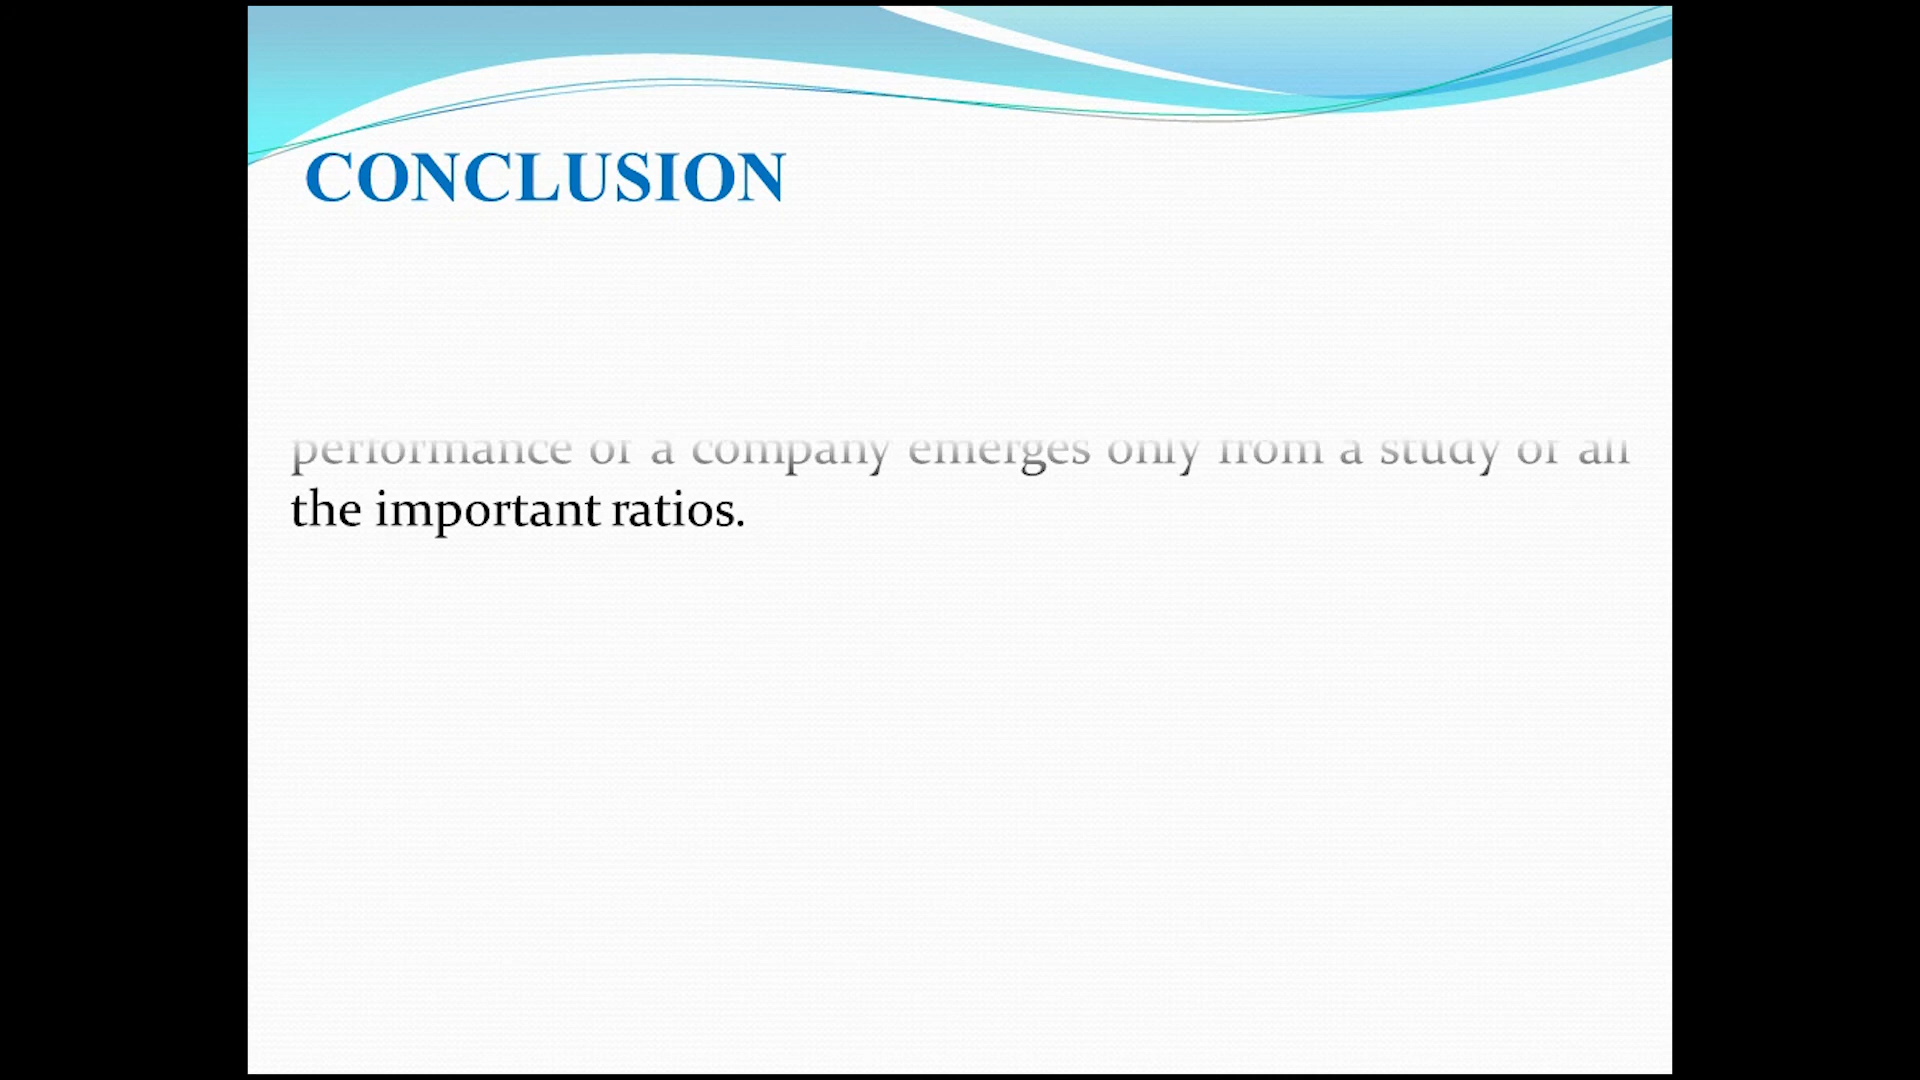 CONCLUSION
performance of a company emerges only from a study of all
the important ratios.